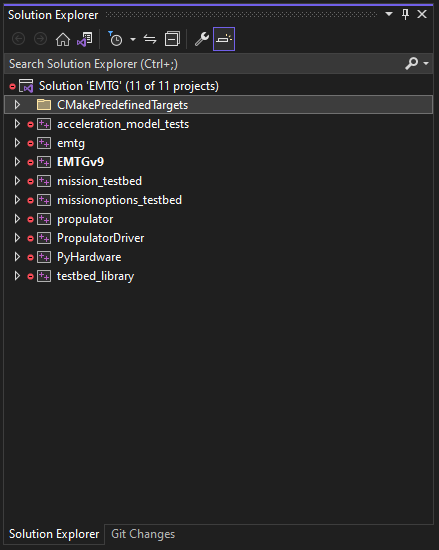 Solution Explorer
Search Solution Explorer (Ctrl+;)
Solution 'EMTG' (11 of 11 projects)
CMakePredefinedTargets
acceleration_model_tests
emtg
EMTGv9
mission_testbed
missionoptions_testbed
propulator
PropulatorDriver
PyHardware
testbed_library
Solution Explorer Git Changes